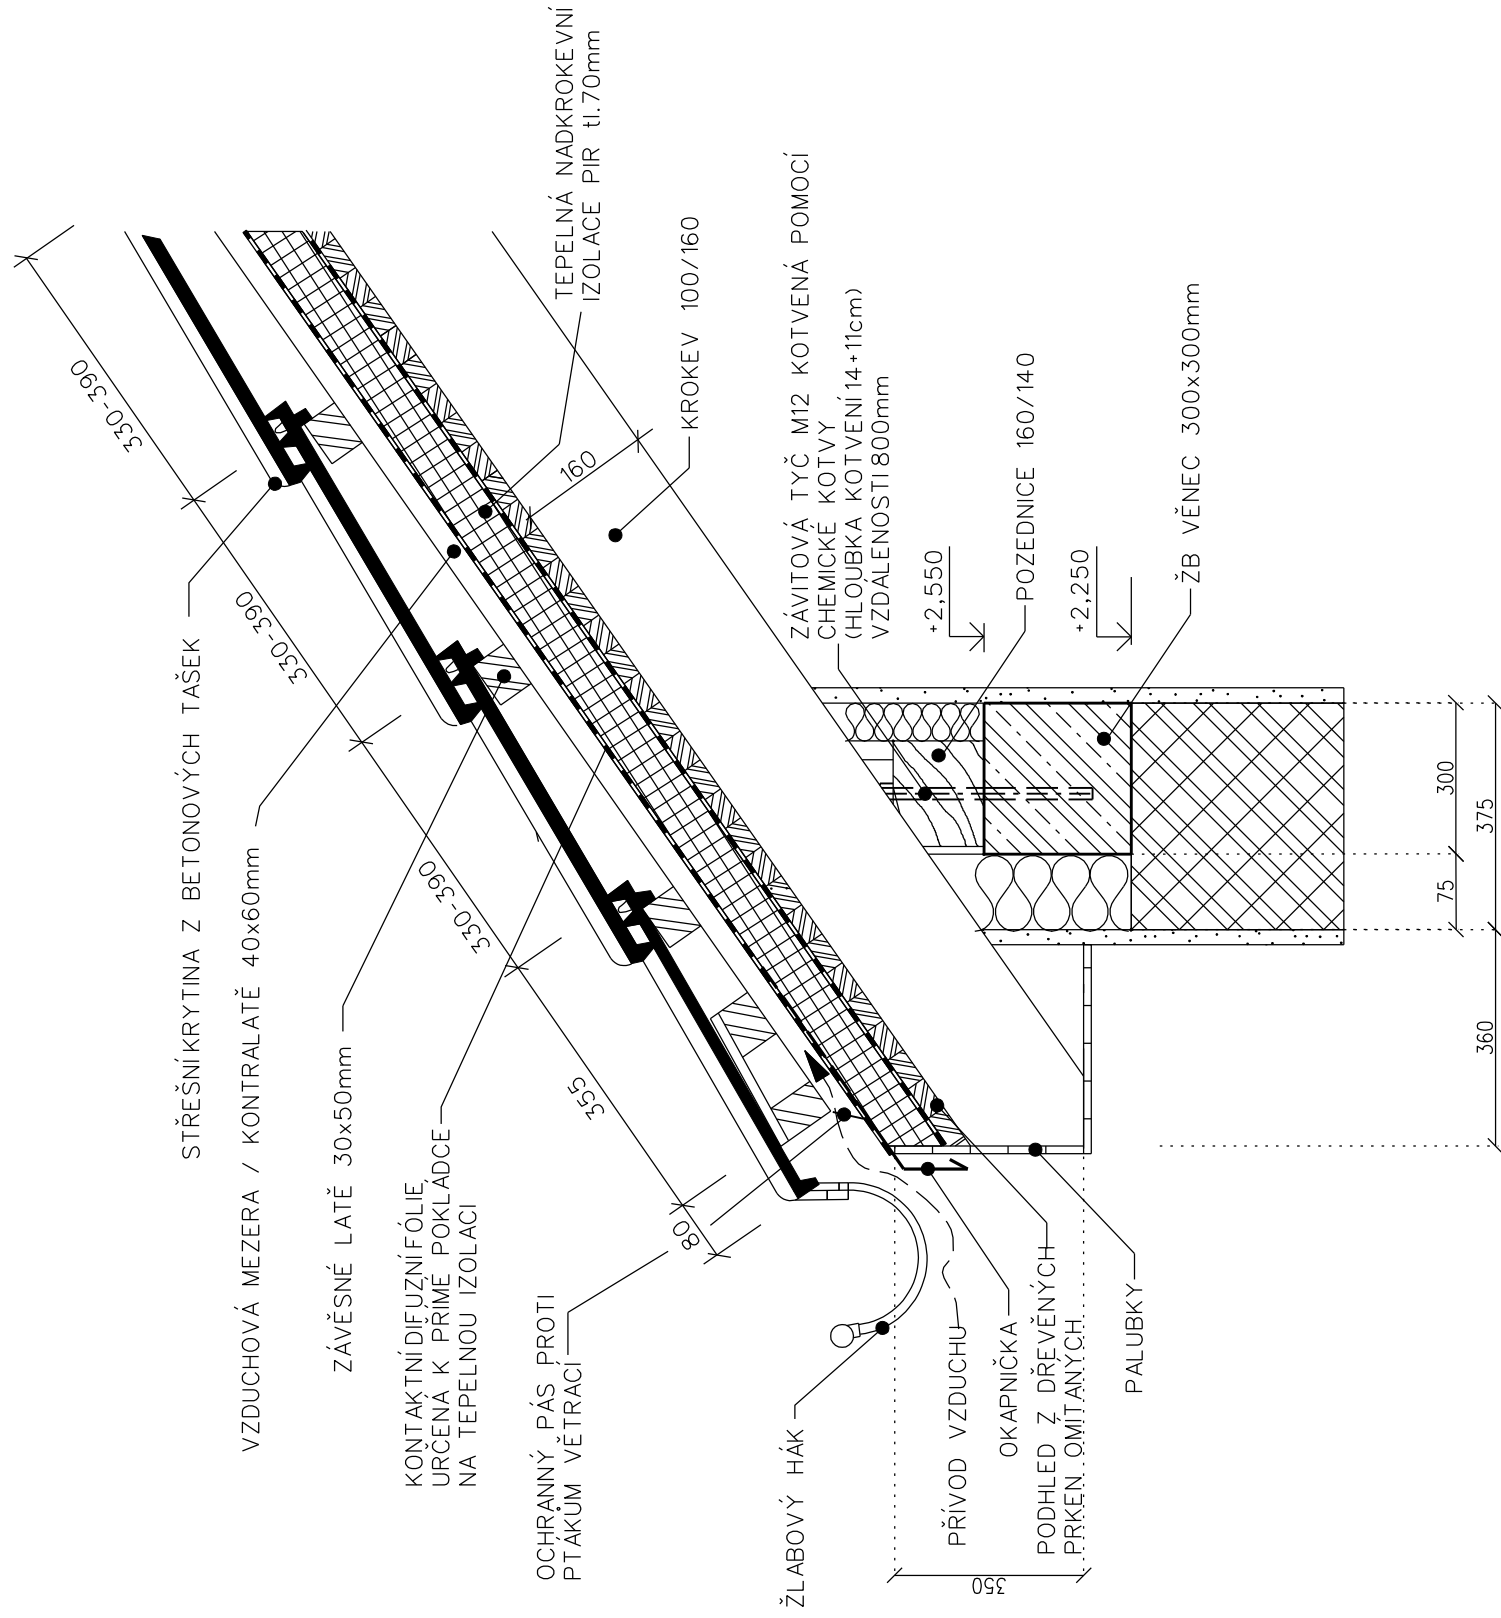 STŘEŠNÍ KRYTINA Z BETONOVÝCH TAŠEK
VZDUCHOVÁ MEZERA / KONTRALATĚ 40x60mm
ZÁVĚSNÉ LATĚ 30x50mm
KONTAKTNÍ DIFUZNÍ FÓLIE
URČENÁ K PŘÍMÉ POKLÁDCE
NA TEPELNOU IZOLACI
OCHRANNÝ PÁS PROTI
PTÁKŮM VĚTRACÍ
ŽLABOVÝ HÁK
PŘÍVOD VZDUCHU
OKAPNIČKA
PODHLED Z DŘEVĚNÝCH
PRKEN OMÍTANÝCH
PALUBKY
TEPELNÁ NADKROKEVNÍ
IZOLACE PIR tl.70mm
KROKEV 100/160
ZÁVITOVÁ TYČ M12 KOTVENÁ POMOCÍ
CHEMICKÉ KOTVY
(HLOUBKA KOTVENÍ 14+11cm)
VZDÁLENOSTI 800mm
POZEDNICE 160/140
ŽB VĚNEC 300x300mm
+2,550
+2,250
330-390
330-390
330-390
355
80
160
350
360
75
300
375